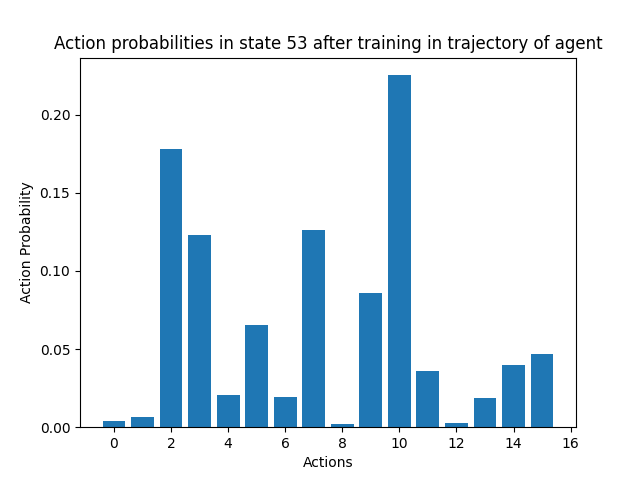 Action probabilities in state 53 after training in trajectory of agent
Action Probability
0.20
0.15
0.10
0.05
0.00
0 2 4 6 8 10 12 14 16
Actions